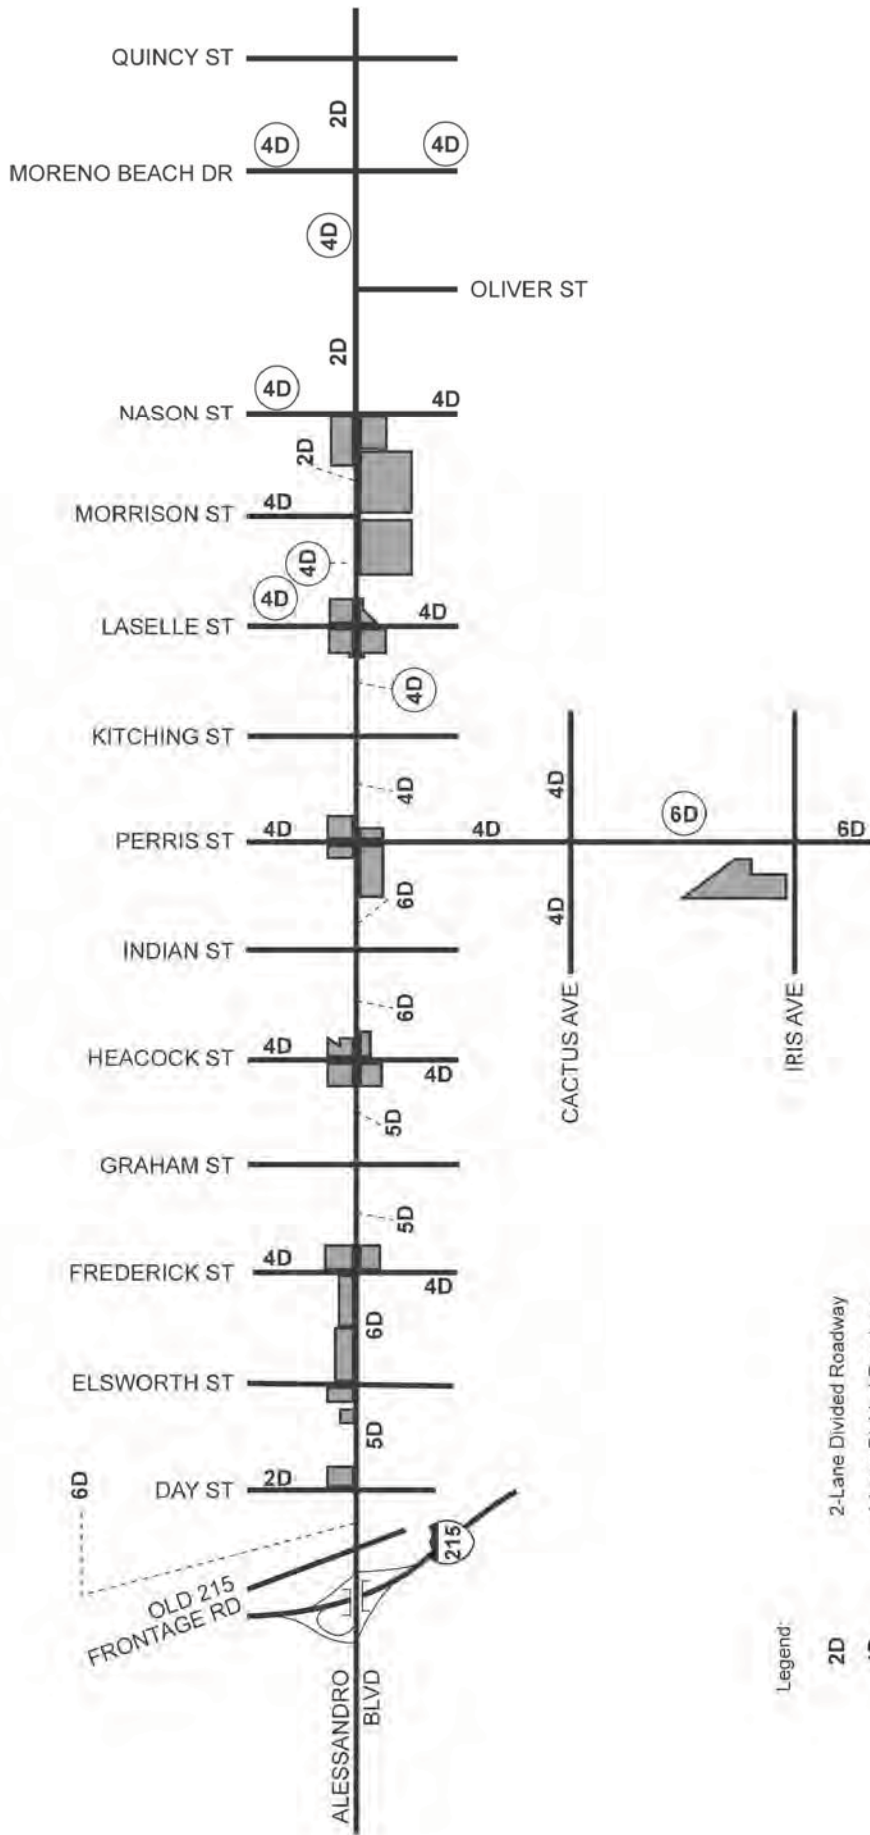 QUINCY ST
2D
4D
4D
MORENO BEACH DR
4D
OLIVER ST
2D
4D
4D
NASON ST
2D
4D
MORRISON ST
4D
4D
4D
LASELLE ST
4D
KITCHING ST
4D
4D
4D
4D
6D
6D
PERRIS ST
6D
4D
INDIAN ST
6D
CACTUS AVE
IRIS AVE
4D
HEACOCK ST
4D
5D
GRAHAM ST
5D
4D
FREDERICK ST
4D
6D
ELSWORTH ST
5D
6D
2D
DAY ST
215
OLD 215
FRONTAGE RD
ALESSANDRO
BLVD
Legend:
2D 2-Lane Divided Roadway